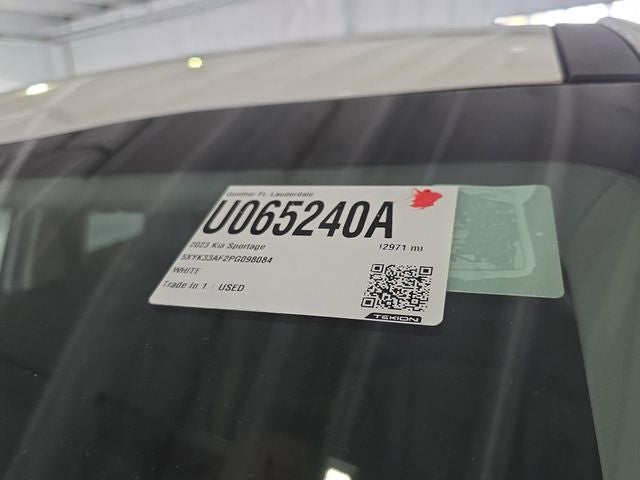 Gunther Ft. Lauderdale
U065240A
2023 Kia Sportage 12971 mi
5XYK33AF2PG098084
WHITE
Trade In 1 / USED
TEKION